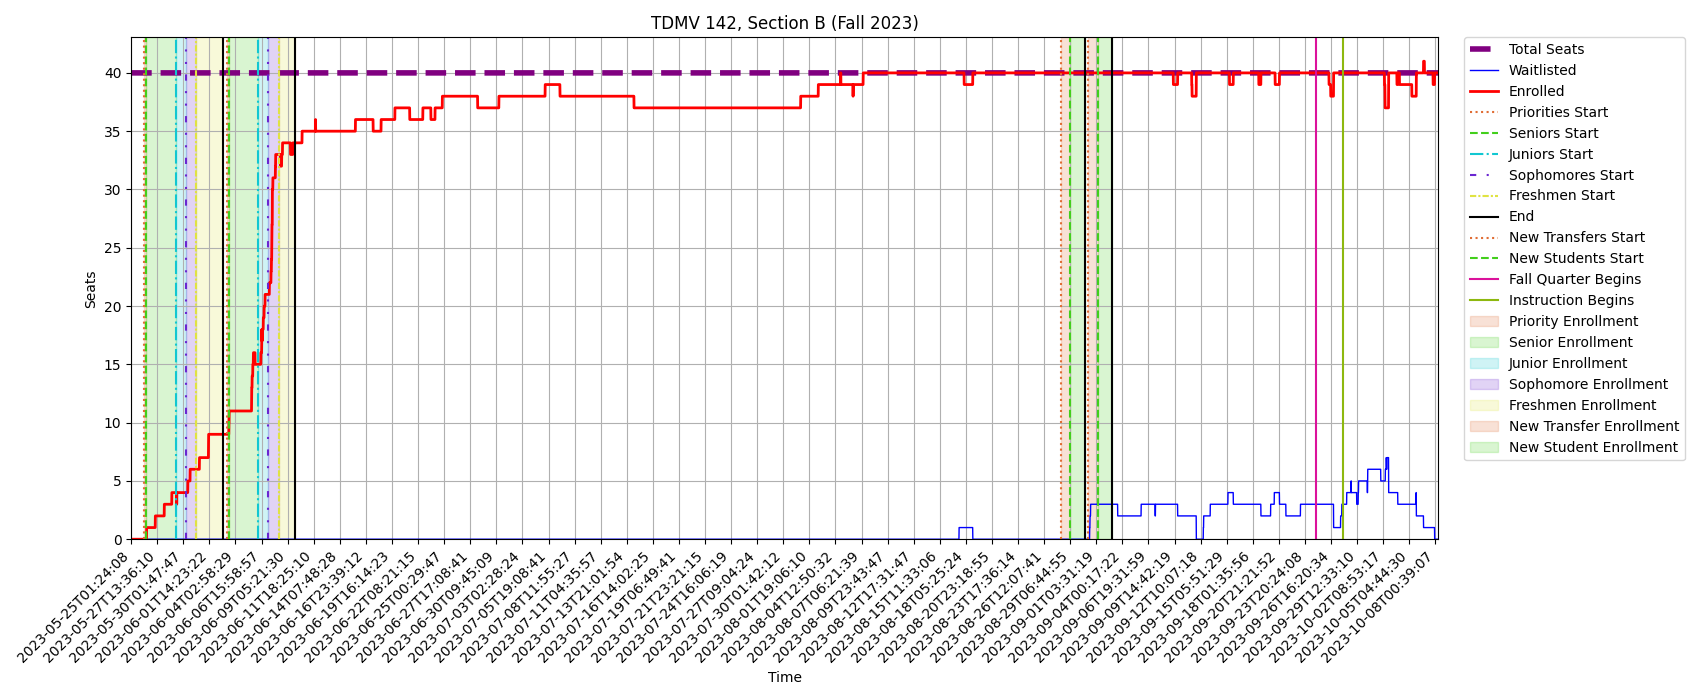 TDMV 142, Section B (Fall 2023)
Seats
40
35
30
25
20
15
10
5
0
2023-05-25T01:24:08
2023-05-27T13:36:10
2023-05-30T01:47:47
2023-06-01T14:23:22
2023-06-04T02:58:29
2023-06-06T15:58:57
2023-06-09T05:21:30
2023-06-11T18:25:10
2023-06-14T07:48:28
2023-06-16T23:39:12
2023-06-19T16:14:23
2023-06-22T08:21:15
2023-06-25T00:29:47
2023-06-27T17:08:41
2023-06-30T09:45:09
2023-07-03T02:28:24
2023-07-05T19:08:41
2023-07-08T11:55:27
2023-07-11T04:35:57
2023-07-13T21:01:54
2023-07-16T14:02:25
2023-07-19T06:49:41
2023-07-21T23:21:15
2023-07-24T16:06:19
2023-07-27T09:04:24
2023-07-30T01:42:12
2023-08-01T19:06:10
2023-08-04T12:50:32
2023-08-07T06:21:39
2023-08-09T23:43:47
2023-08-12T17:31:47
2023-08-15T11:33:06
2023-08-18T05:25:24
2023-08-20T23:18:55
2023-08-23T17:36:14
2023-08-26T12:07:41
2023-08-29T06:44:55
2023-09-01T03:31:19
2023-09-04T00:17:22
2023-09-06T19:31:59
2023-09-09T14:42:19
2023-09-12T10:07:18
2023-09-15T05:51:29
2023-09-18T01:35:56
2023-09-20T21:21:52
2023-09-23T20:24:08
2023-09-26T16:20:34
2023-09-29T12:33:10
2023-10-02T08:53:17
2023-10-05T04:44:30
2023-10-08T00:39:07
Time
Total Seats
Waitlisted
Enrolled
Priorities Start
Seniors Start
Juniors Start
Sophomores Start
Freshmen Start
End
New Transfers Start
New Students Start
Fall Quarter Begins
Instruction Begins
Priority Enrollment
Senior Enrollment
Junior Enrollment
Sophomore Enrollment
Freshmen Enrollment
New Transfer Enrollment
New Student Enrollment